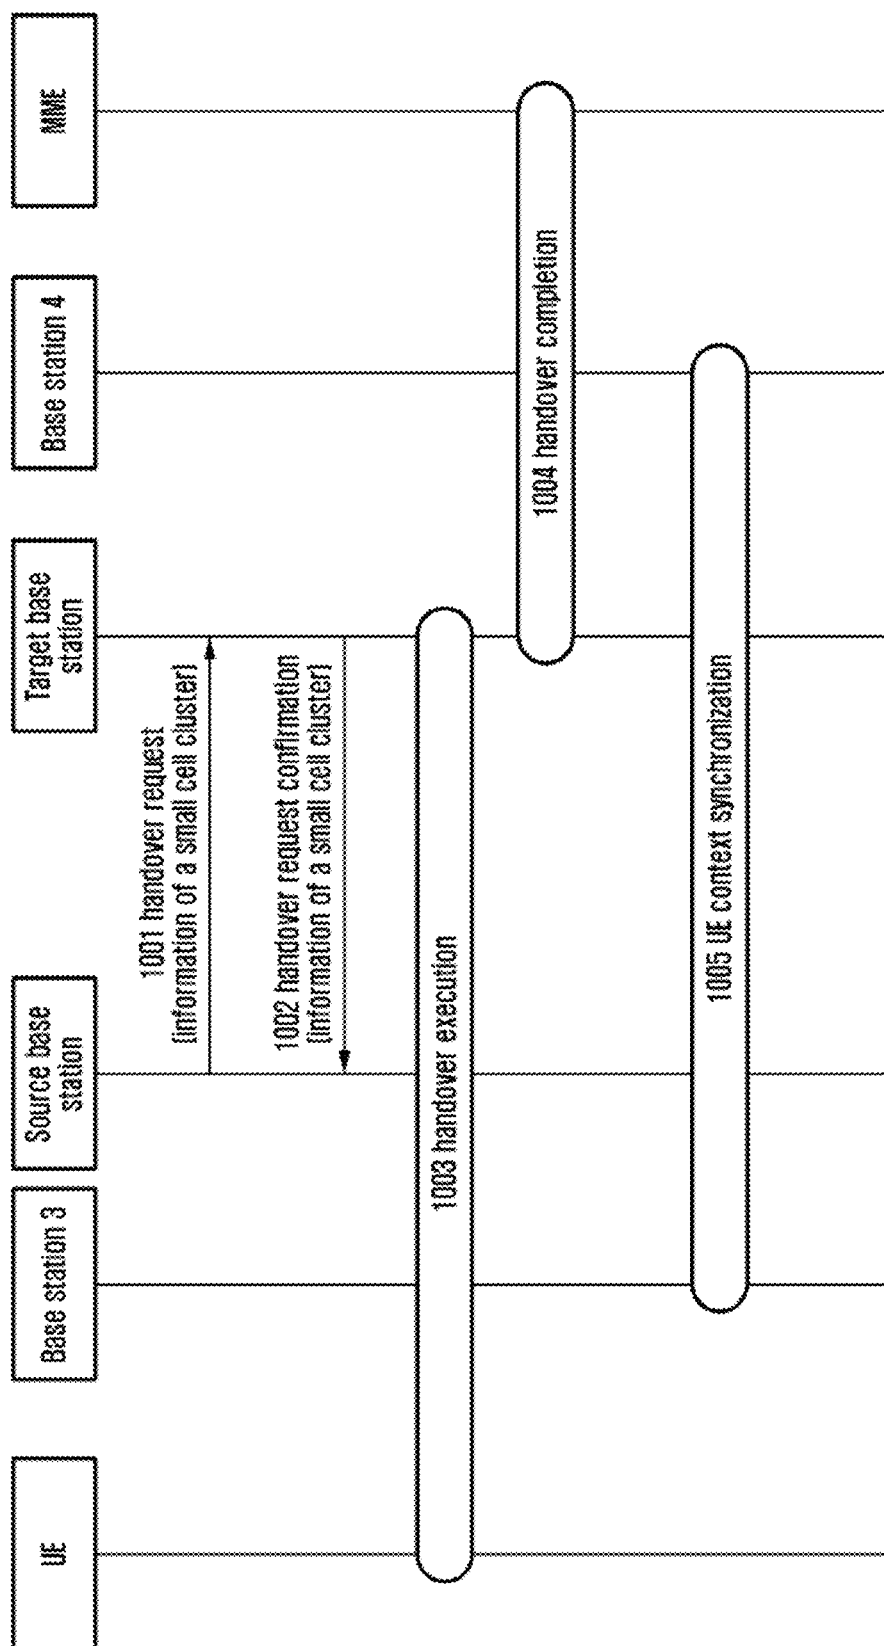 UE
Base station 3
Source base
station
Target base
station
Base station 4
MME
1001 handover request
[information of a small cell cluster]
1002 handover request confirmation
[information of a small cell cluster]
1003 handover execution
1004 handover completion
1005 UE context synchronization